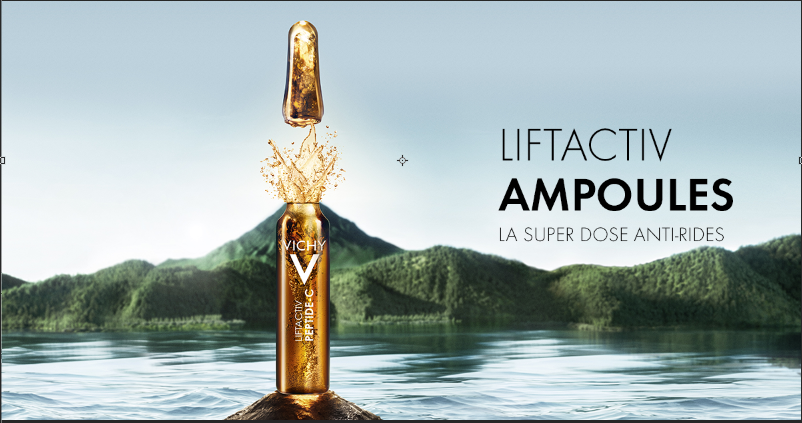 LIFTACTIV
AMPOULES
LA SUPER DOSE ANTI-RIDES
VICHY
V
LIFTACTIV
PEPTIDE-C